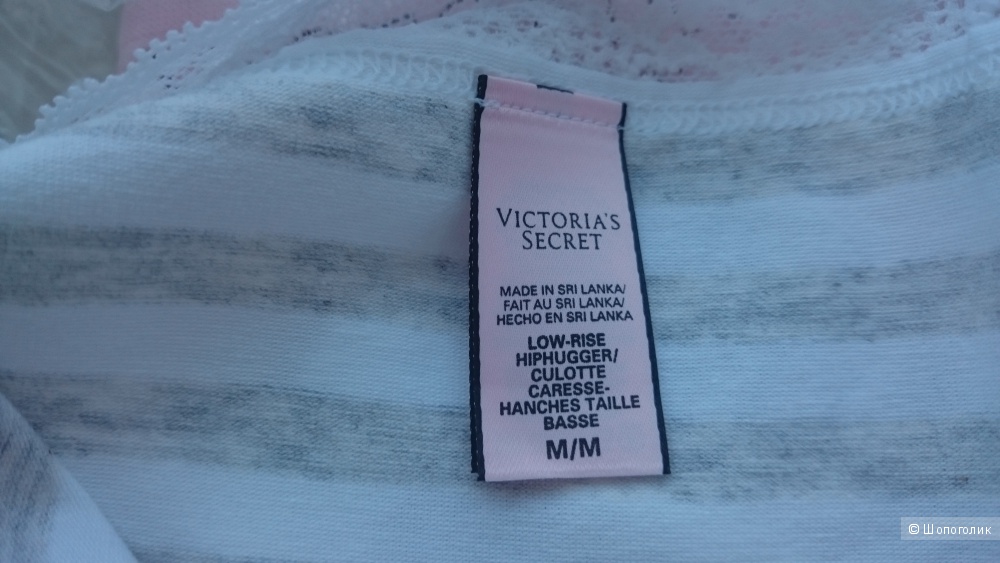 VICTORIA'S
SECRET
MADE IN SRI LANKA/
FAIT AU SRI LANKA/
HECHO EN SRI LANKA
LOW-RISE
HIPHUGGER/
CULOTTE
CARESSE-
HANCHES TAILLE
BASSE
M/M
© Шопоголик